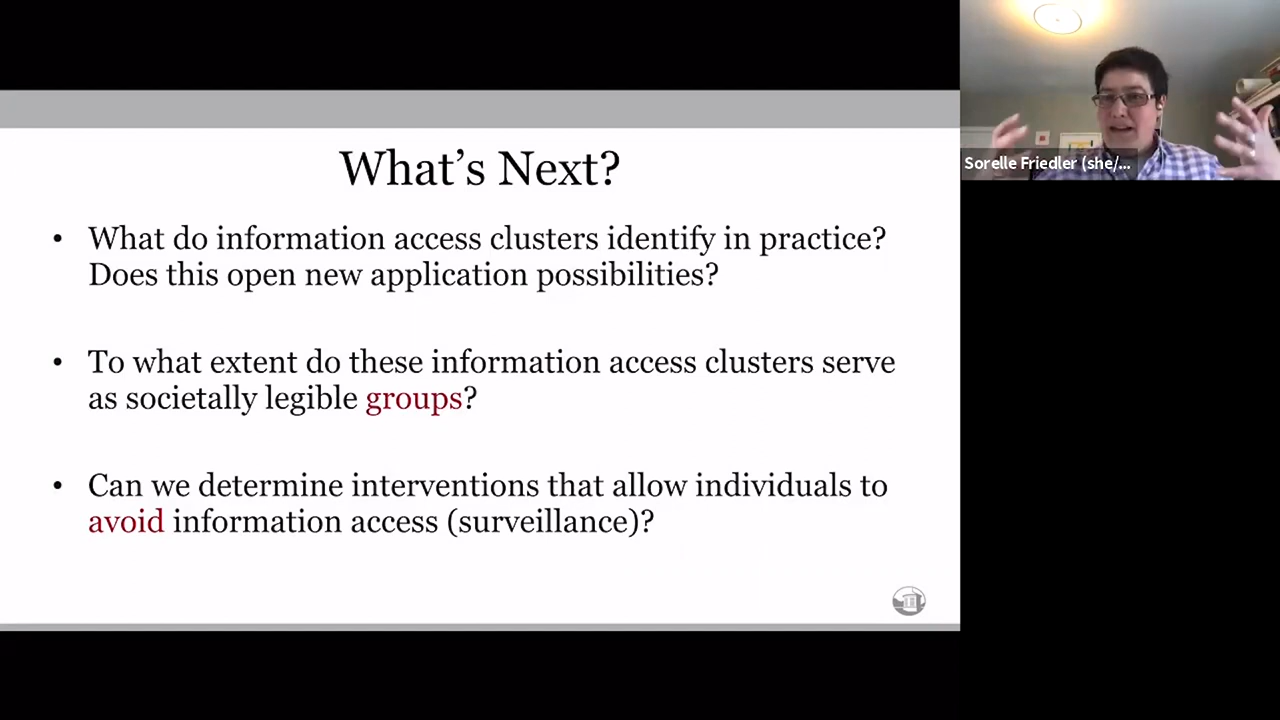 What's Next?
• What do information access clusters identify in practice?
Does this open new application possibilities?
• To what extent do these information access clusters serve
as societally legible groups?
• Can we determine interventions that allow individuals to
avoid information access (surveillance)?
Sorelle Friedler (she/...